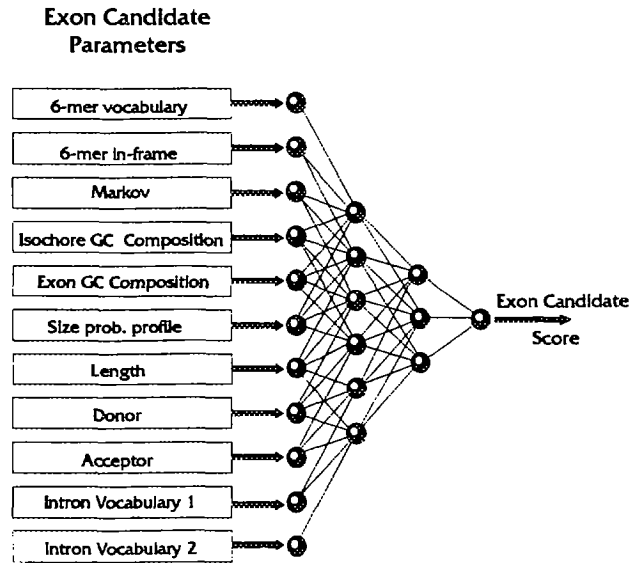 Exon Candidate
Parameters
6-mer vocabulary
6-mer in-frame
Markov
Isochore GC Composition
Exon GC Composition
Size prob. profile
Length
Donor
Acceptor
Intron Vocabulary 1
Intron Vocabulary 2
Exon Candidate
Score